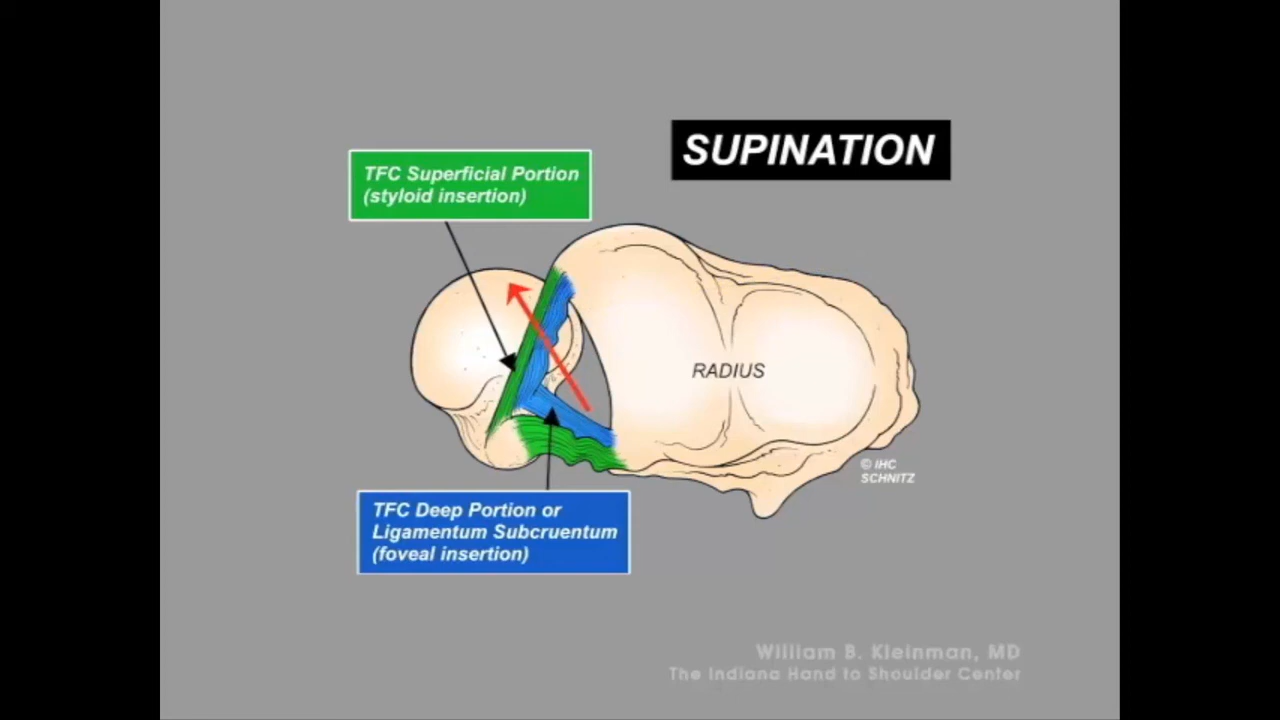 SUPINATION
TFC Superficial Portion
(styloid insertion)
RADIUS
© IHC
SCHNITZ
TFC Deep Portion or
Ligamentum Subcruentum
(foveal insertion)
William B. Kleinman, MD
The Indiana Hand to Shoulder Center